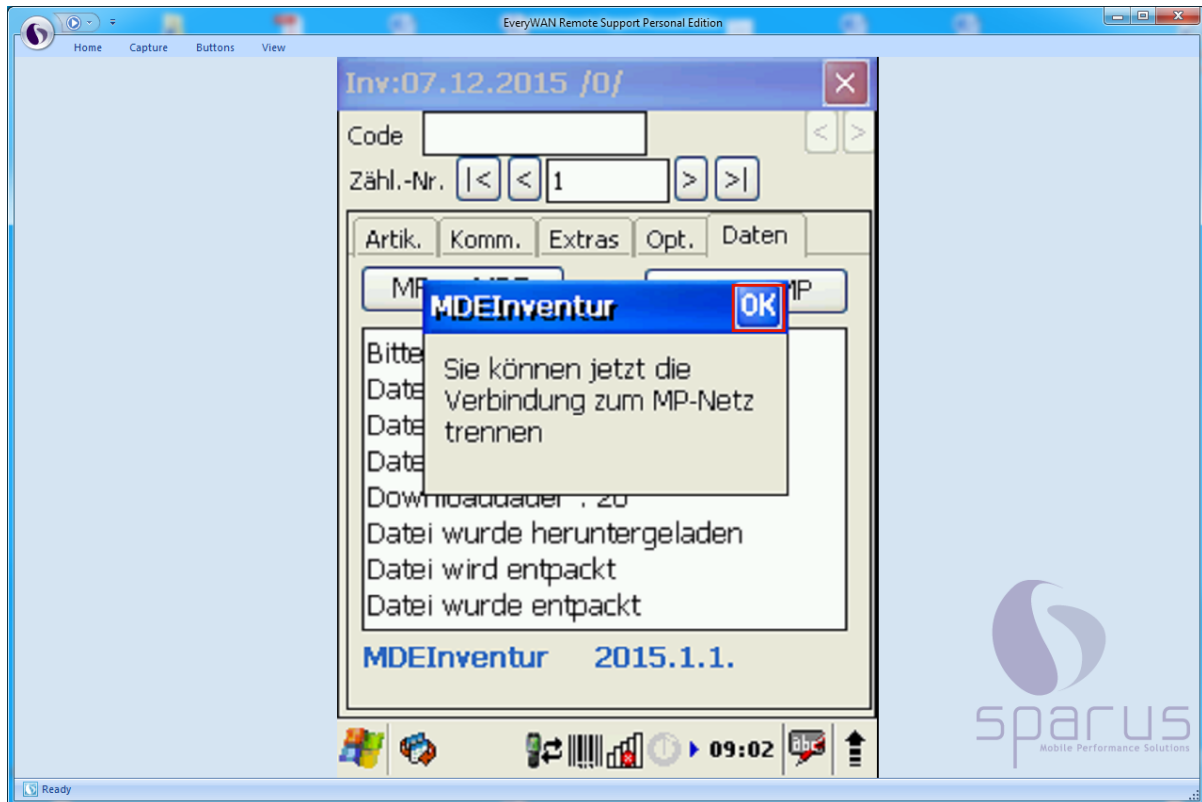 EveryWAN Remote Support Personal Edition
Home Capture Buttons View
Inv:07.12.2015 /0/
Code < >
Zähl.-Nr. |< < 1 > >|
Artik. Komm. Extras Opt. Daten
MDEInventur OK
Bitte
Sie können jetzt die
Verbindung zum MP-Netz
trennen
Datei wurde heruntergeladen
Datei wird entpackt
Datei wurde entpackt
MDEInventur 2015.1.1.
09:02
sparus
Mobile Performance Solutions
Ready